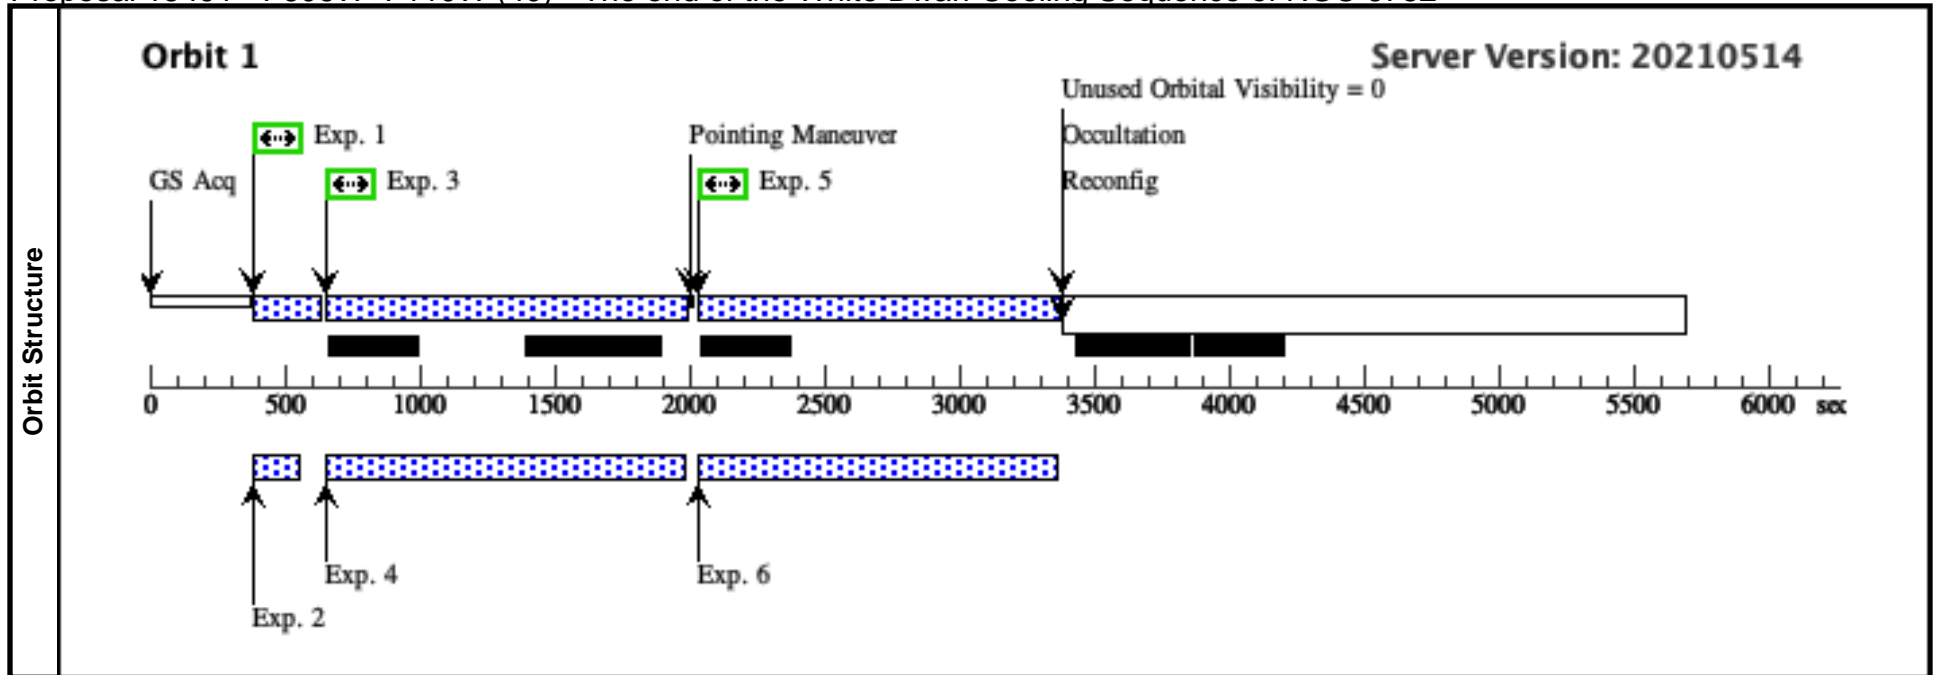 Orbit 1
Server Version: 20210514
Unused Orbital Visibility = 0
Exp. 1
Pointing Maneuver
Occultation
GS Acq
Exp. 3
Exp. 5
Reconfig
Orbit Structure
0 500 1000 1500 2000 2500 3000 3500 4000 4500 5000 5500 6000 sec
Exp. 4
Exp. 6
Exp. 2